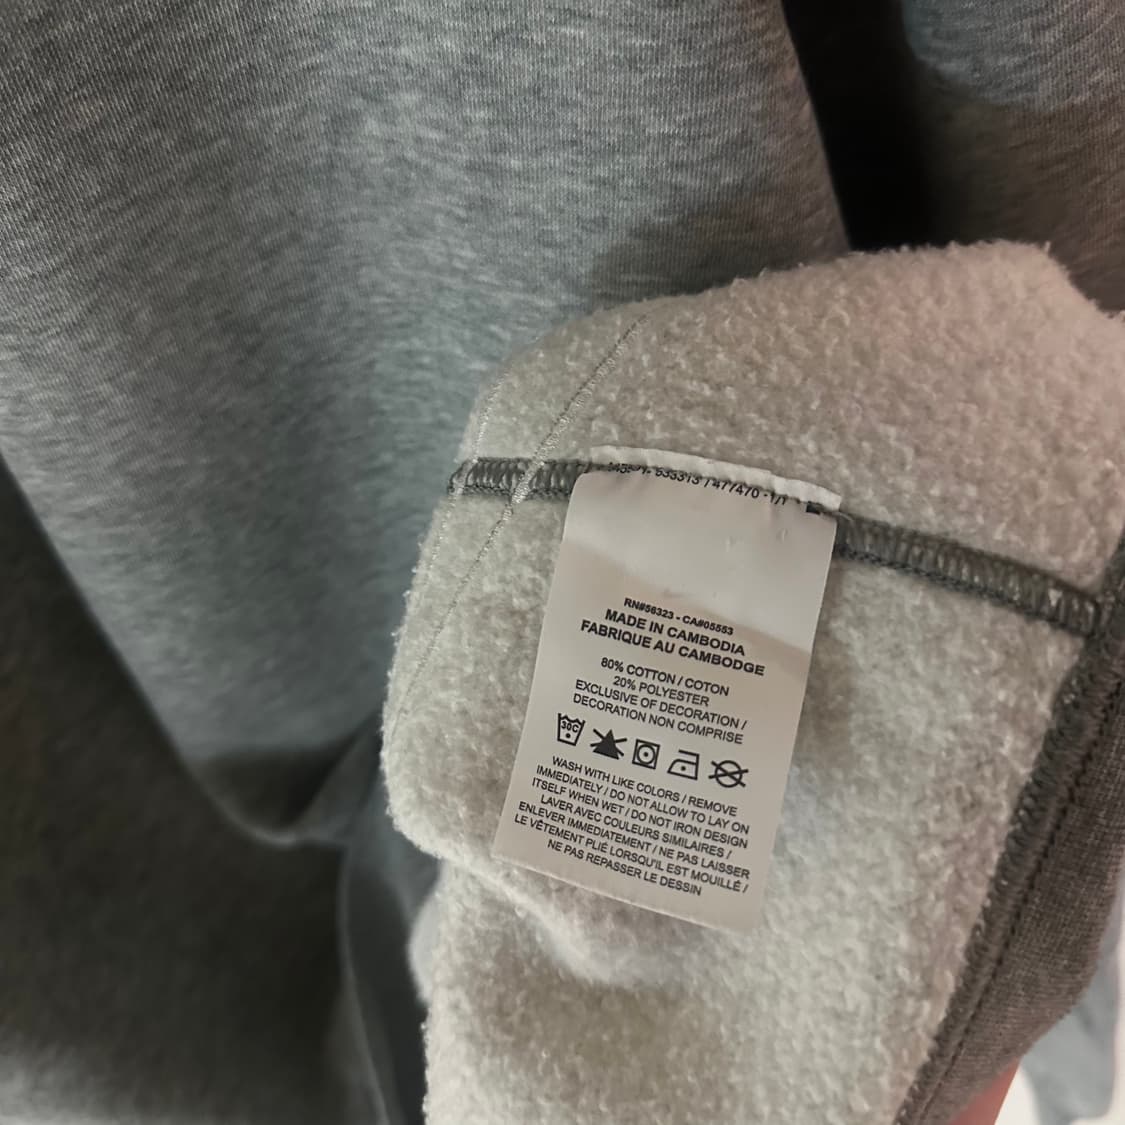 533313 / 477470
RN#56323 - CA#05553
MADE IN CAMBODIA
FABRIQUE AU CAMBODGE
80% COTTON / COTON
20% POLYESTER
EXCLUSIVE OF DECORATION /
DECORATION NON COMPRISE
30C
WASH WITH LIKE COLORS / REMOVE
IMMEDIATELY / DO NOT ALLOW TO LAY ON
ITSELF WHEN WET / DO NOT IRON DESIGN
LAVER AVEC COULEURS SIMILAIRES /
ENLEVER IMMEDIATEMENT / NE PAS LAISSER
LE VÊTEMENT PLIÉ LORSQU'IL EST MOUILLÉ /
NE PAS REPASSER LE DESSIN